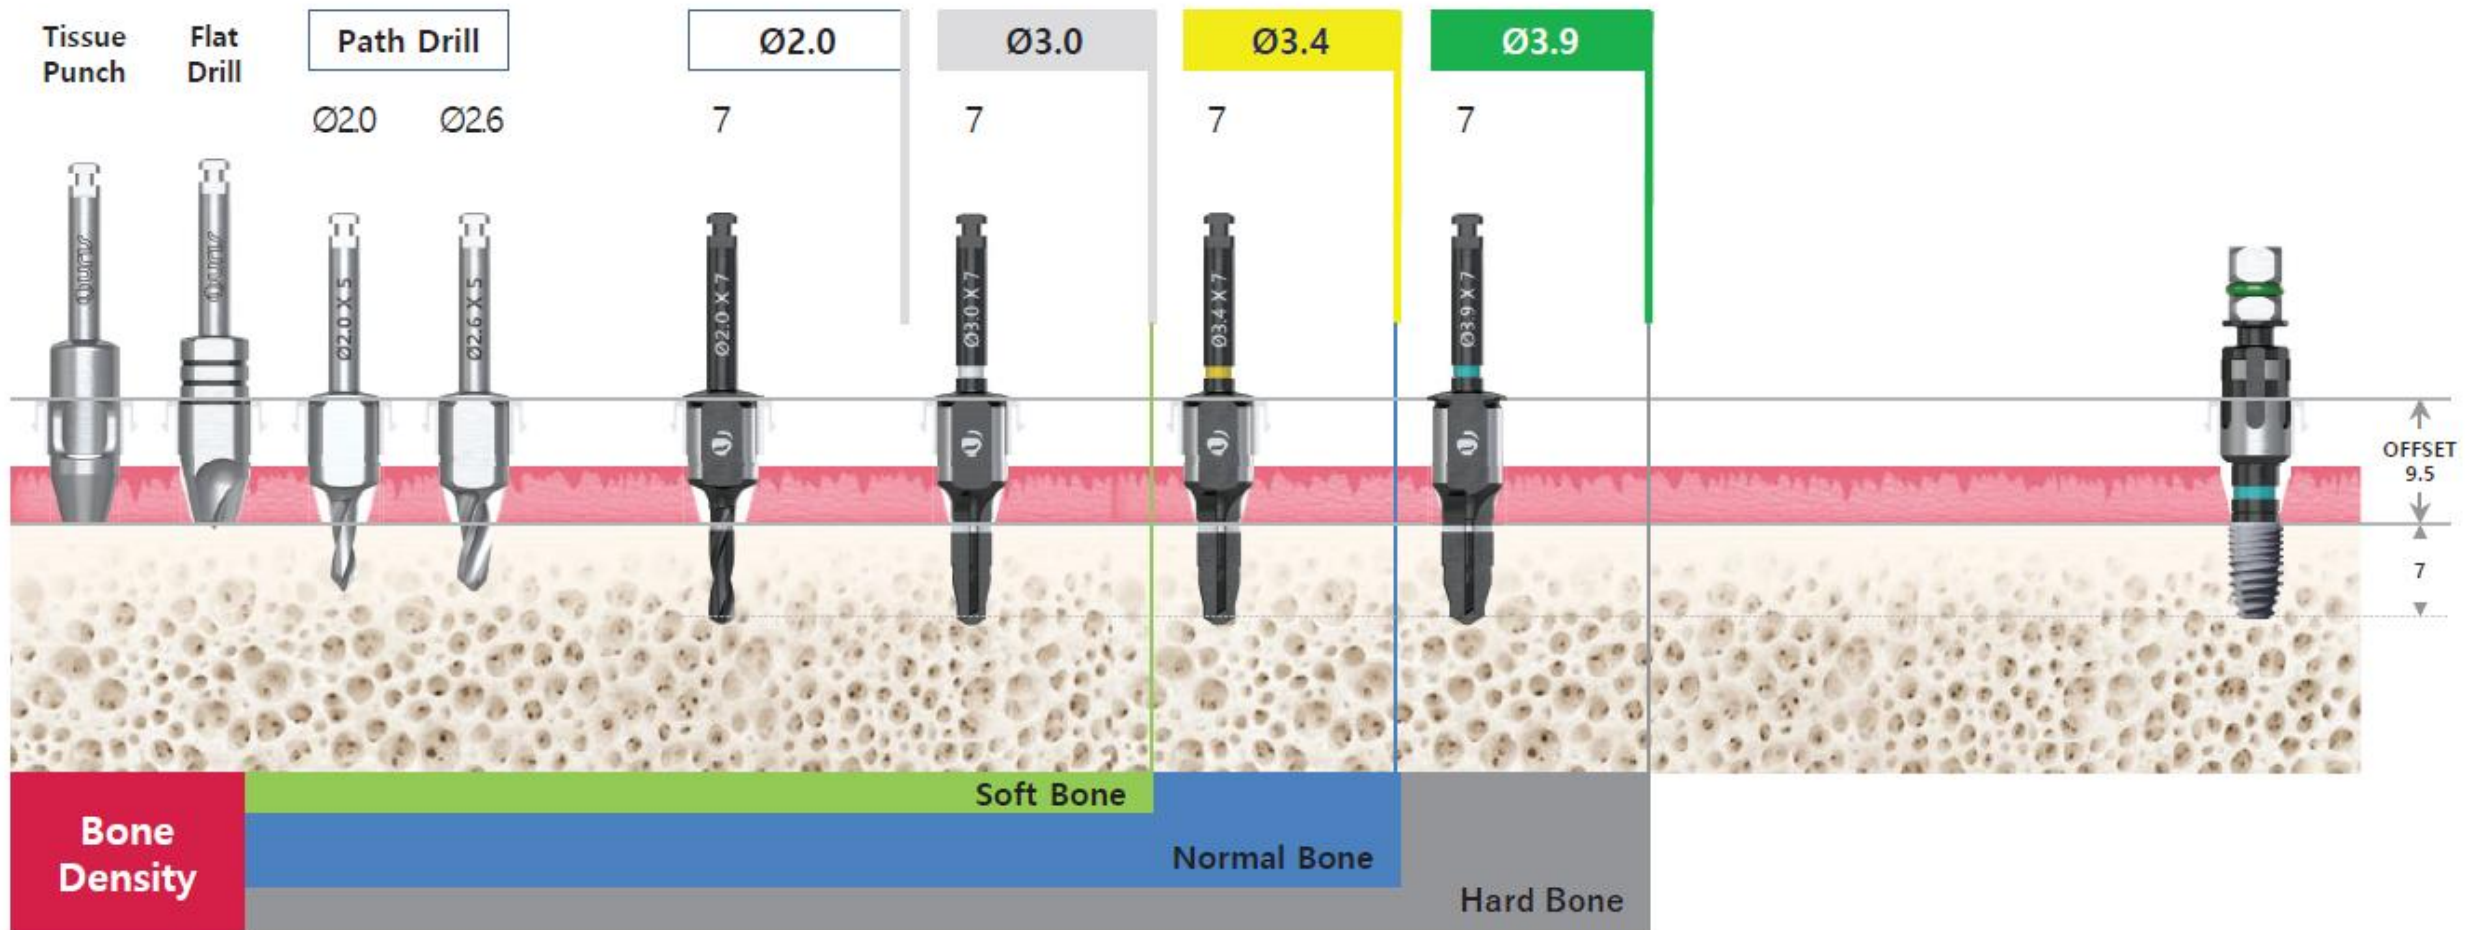 Tissue
Punch
Flat
Drill
Path Drill
Ø2.0
Ø3.0
Ø3.4
Ø3.9
Ø2.0
Ø2.6
7
7
7
7
Ø2.0 X 5
Ø2.6 X 5
Ø2.0 X 7
Ø3.0 X 7
Ø3.4 X 7
Ø3.9 X 7
OFFSET
9.5
7
Soft Bone
Bone
Density
Normal Bone
Hard Bone